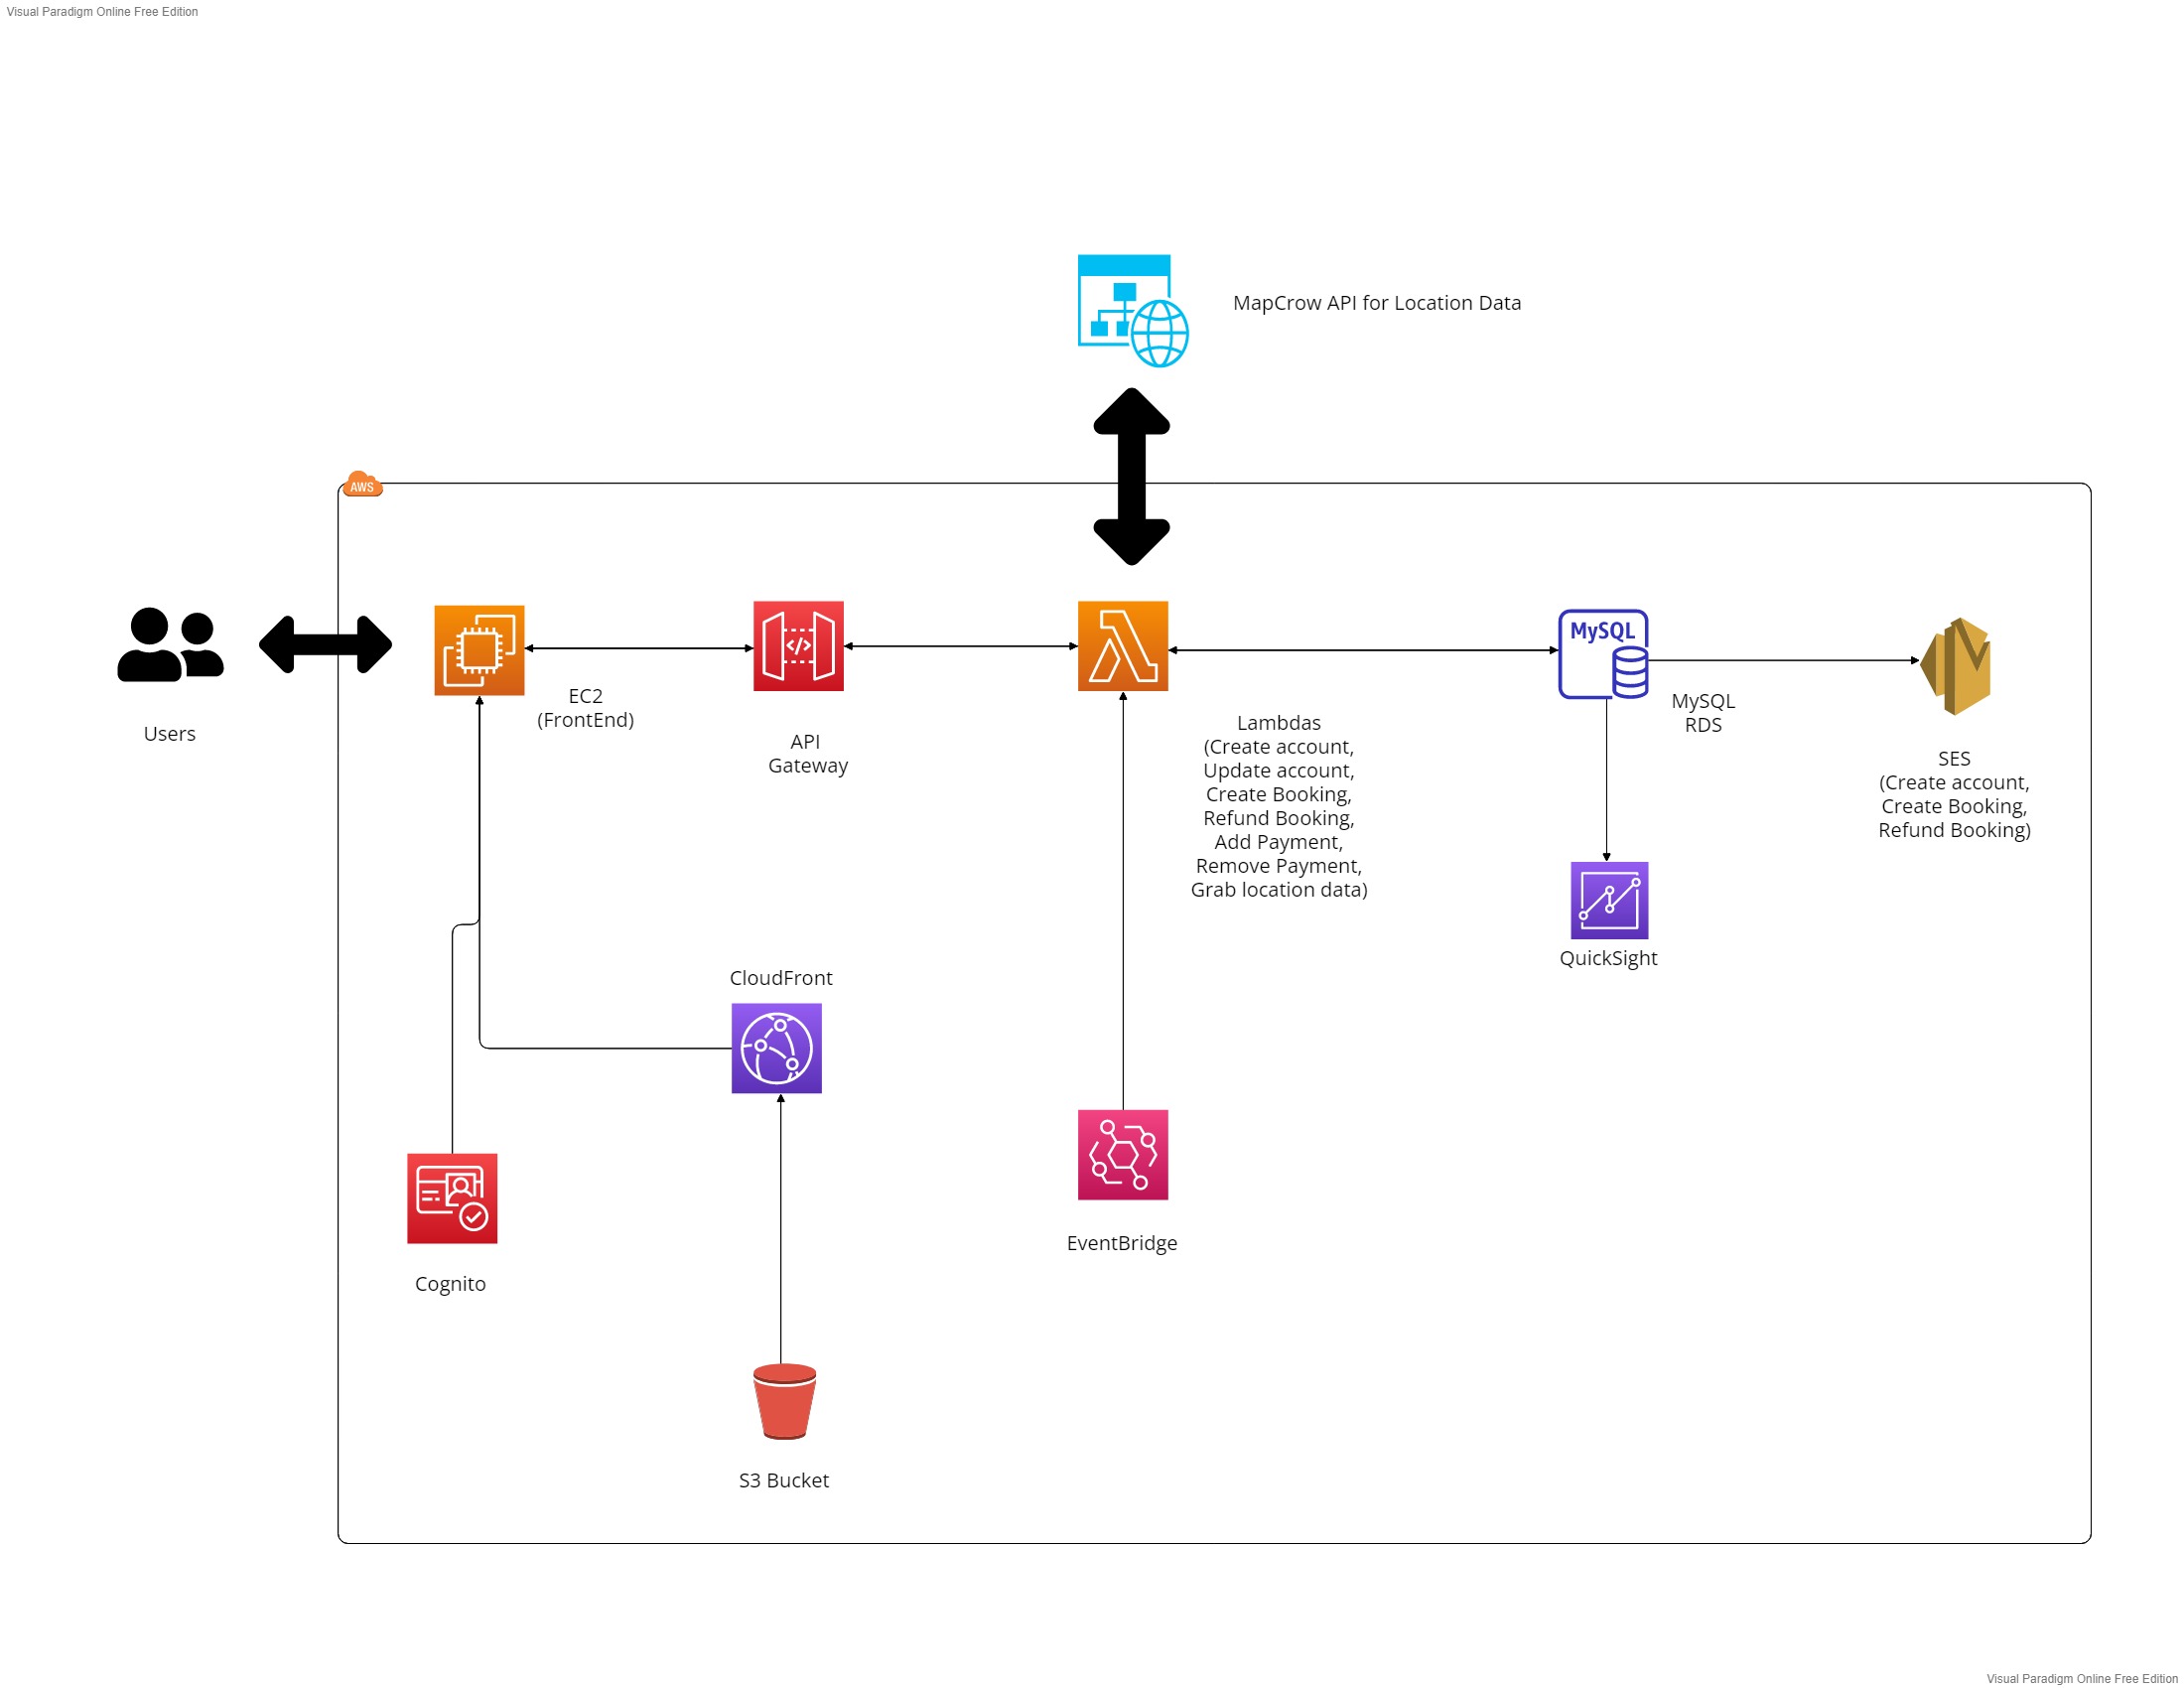 Visual Paradigm Online Free Edition
MapCrow API for Location Data
AWS
Users
EC2
(FrontEnd)
API
Gateway
</>
Lambdas
(Create account,
Update account,
Create Booking,
Refund Booking,
Add Payment,
Remove Payment,
Grab location data)
MySQL
MySQL
RDS
SES
(Create account,
Create Booking,
Refund Booking)
QuickSight
CloudFront
Cognito
EventBridge
S3 Bucket
Visual Paradigm Online Free Edition